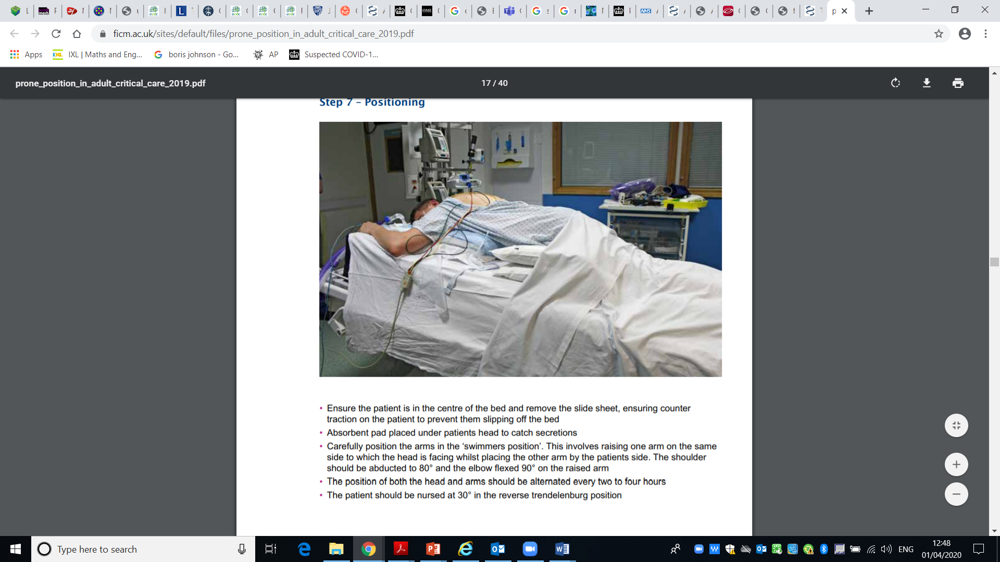 ficm.ac.uk/sites/default/files/prone_position_in_adult_critical_care_2019.pdf
Apps IXL | Maths and Eng... boris johnson - Go... AP Suspected COVID-1...
prone_position_in_adult_critical_care_2019.pdf 17 / 40
Step 7 – Positioning
• Ensure the patient is in the centre of the bed and remove the slide sheet, ensuring counter
traction on the patient to prevent them slipping off the bed
• Absorbent pad placed under patients head to catch secretions
• Carefully position the arms in the ‘swimmers position’. This involves raising one arm on the same
side to which the head is facing whilst placing the other arm by the patients side. The shoulder
should be abducted to 80° and the elbow flexed 90° on the raised arm
• The position of both the head and arms should be alternated every two to four hours
• The patient should be nursed at 30° in the reverse trendelenburg position
Type here to search
ENG
12:48
01/04/2020